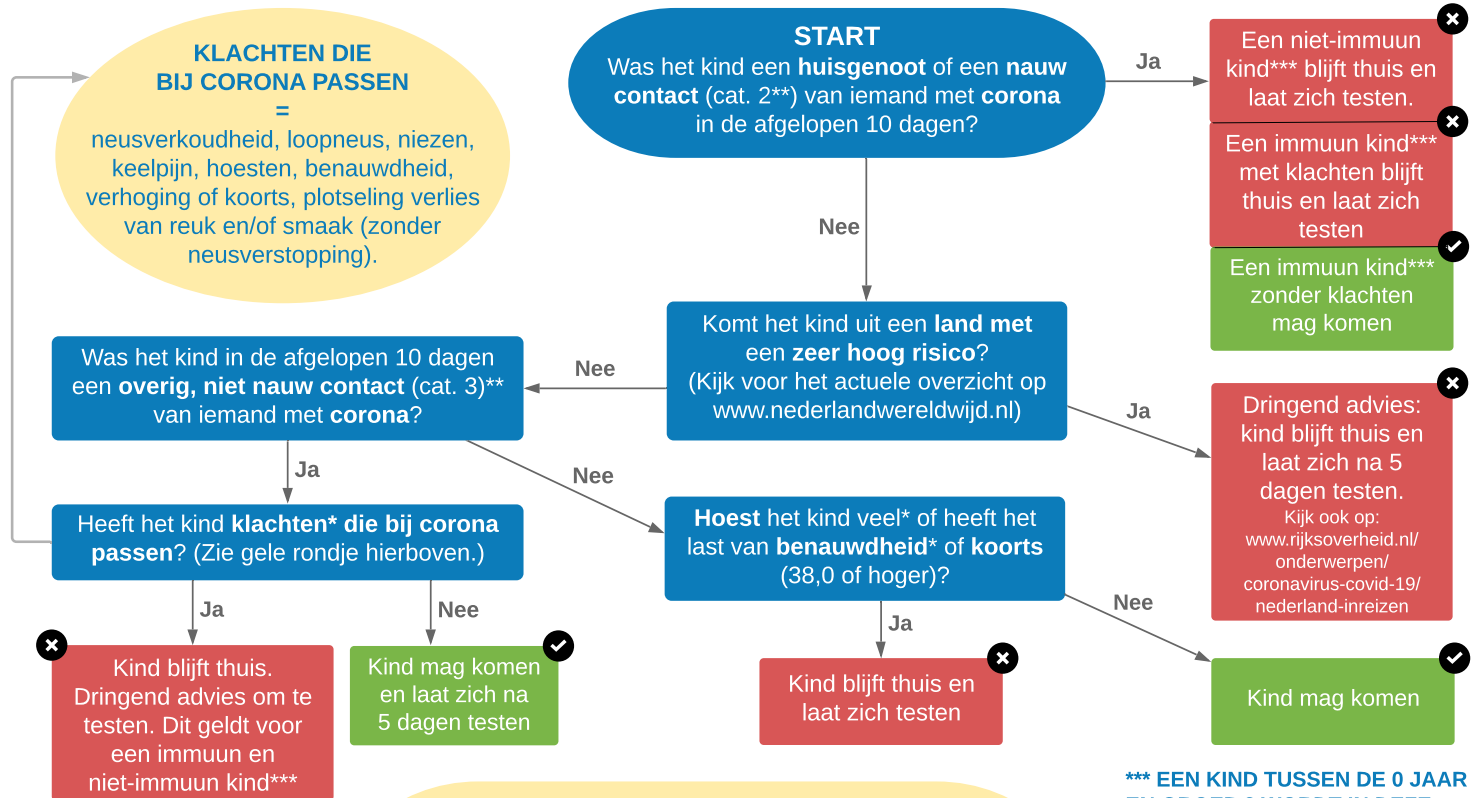 KLACHTEN DIE
BIJ CORONA PASSEN
=
neusverkoudheid, loopneus, niezen,
keelpijn, hoesten, benauwdheid,
verhoging of koorts, plotseling verlies
van reuk en/of smaak (zonder
neusverstopping).
START
Was het kind een huisgenoot of een nauw
contact (cat. 2**) van iemand met corona
in de afgelopen 10 dagen?
Ja
Een niet-immuun
kind*** blijft thuis en
laat zich testen.
Een immuun kind***
met klachten blijft
thuis en laat zich
testen
Een immuun kind***
zonder klachten
mag komen
Nee
Komt het kind uit een land met
een zeer hoog risico?
(Kijk voor het actuele overzicht op
www.nederlandwereldwijd.nl)
Nee
Ja
Was het kind in de afgelopen 10 dagen
een overig, niet nauw contact (cat. 3)**
van iemand met corona?
Dringend advies:
kind blijft thuis en
laat zich na 5
dagen testen.
Kijk ook op:
www.rijksoverheid.nl/
onderwerpen/
coronavirus-covid-19/
nederland-inreizen
Ja
Nee
Heeft het kind klachten* die bij corona
passen? (Zie gele rondje hierboven.)
Hoest het kind veel* of heeft het
last van benauwdheid* of koorts
(38,0 of hoger)?
Ja
Nee
Ja
Nee
Kind blijft thuis.
Dringend advies om te
testen. Dit geldt voor
een immuun en
niet-immuun kind***
Kind mag komen
en laat zich na
5 dagen testen
Kind blijft thuis en
laat zich testen
Kind mag komen
*** EEN KIND TUSSEN DE 0 JAAR